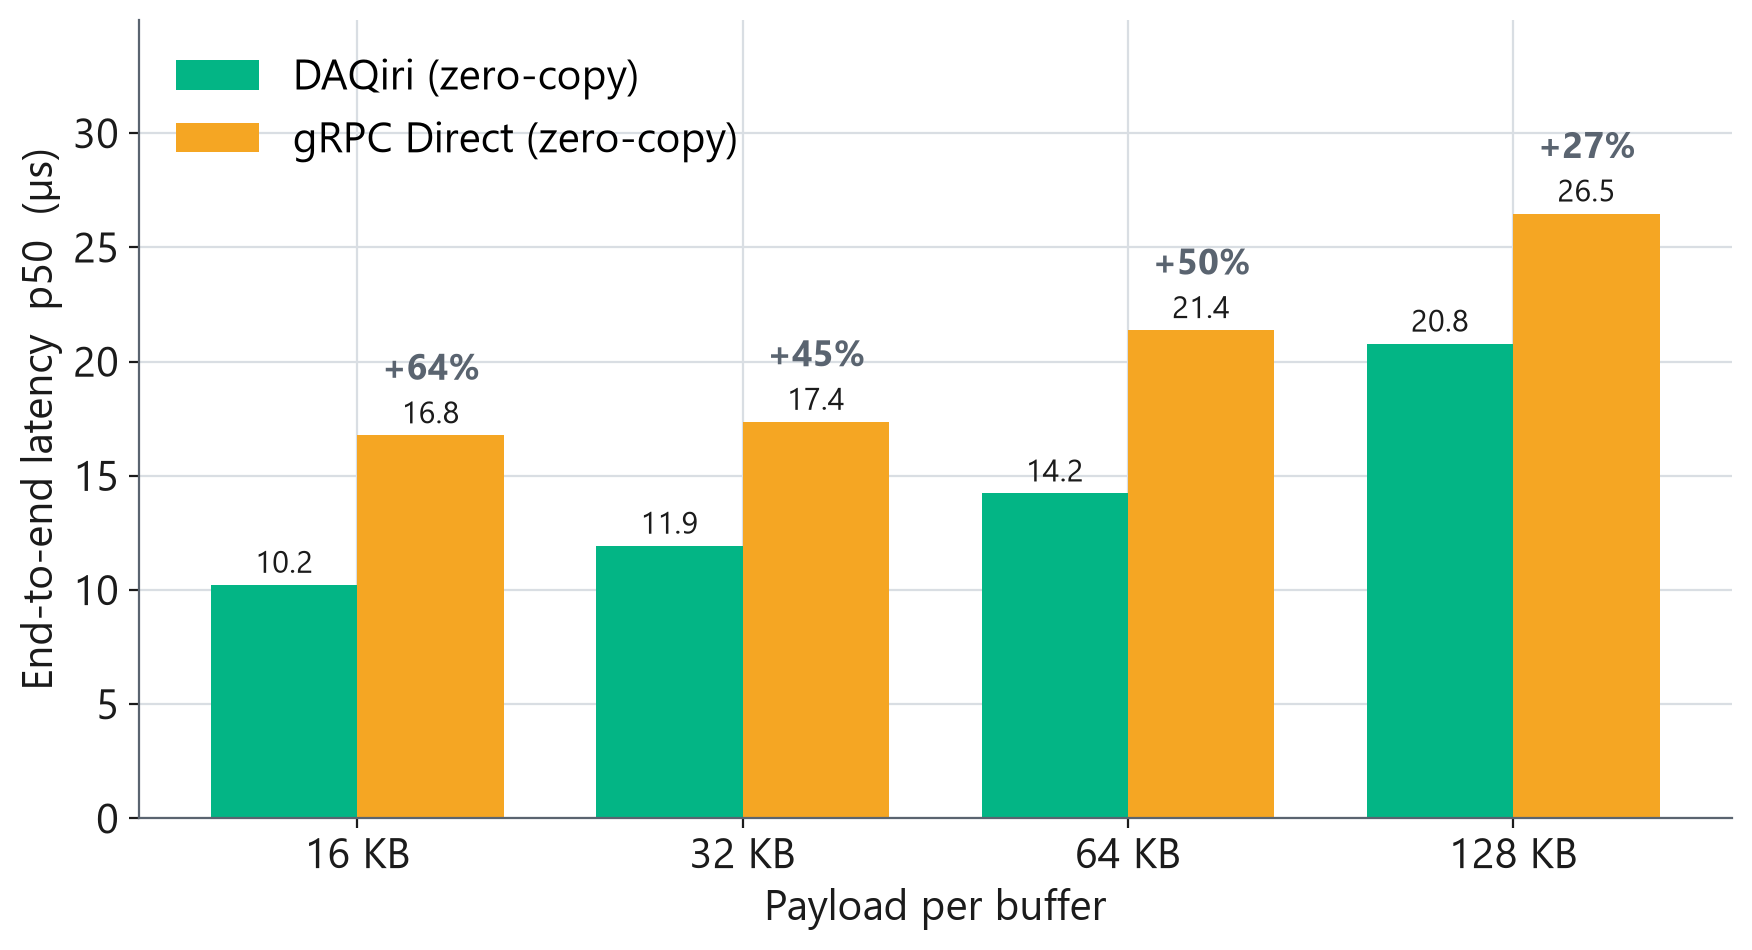 DAQiri (zero-copy)
gRPC Direct (zero-copy)
End-to-end latency p50 (µs)
30
25
20
15
10
5
0
10.2
+64%
16.8
11.9
+45%
17.4
14.2
+50%
21.4
20.8
+27%
26.5
16 KB
32 KB
64 KB
128 KB
Payload per buffer